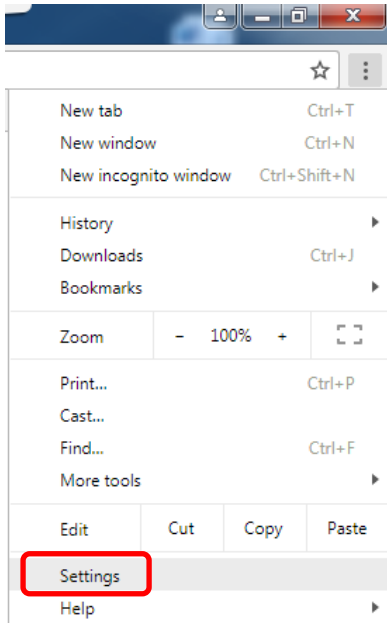 New tab Ctrl+T
New window Ctrl+N
New incognito window Ctrl+Shift+N
History
Downloads Ctrl+J
Bookmarks
Zoom - 100% +
Print... Ctrl+P
Cast...
Find... Ctrl+F
More tools
Edit Cut Copy Paste
Settings
Help